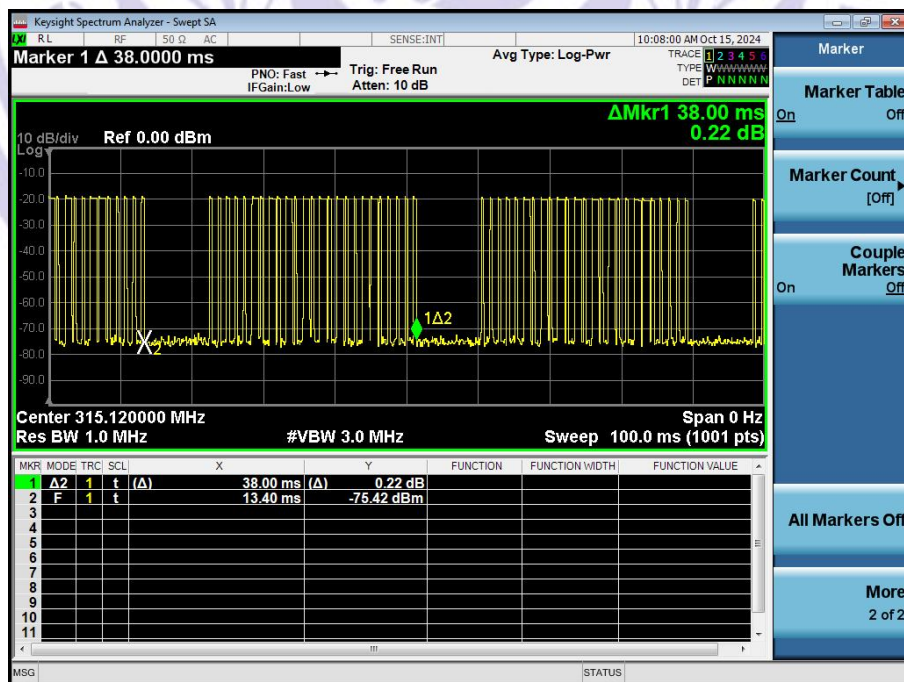 Keysight Spectrum Analyzer - Swept SA
LXI RL RF 50 Ω AC SENSE:INT 10:08:00 AM Oct 15, 2024
Marker 1 Δ 38.0000 ms
PNO: Fast
IFGain:Low
Trig: Free Run
Atten: 10 dB
Avg Type: Log-Pwr
TRACE 1 2 3 4 5 6
TYPE WWWWWW
DET P N N N N N
ΔMkr1 38.00 ms
0.22 dB
10 dB/div Ref 0.00 dBm
Log
-10.0
-20.0
-30.0
-40.0
-50.0
-60.0
-70.0
-80.0
-90.0
1Δ2
X2
Center 315.120000 MHz Span 0 Hz
Res BW 1.0 MHz #VBW 3.0 MHz Sweep 100.0 ms (1001 pts)
MKR MODE TRC SCL X Y FUNCTION FUNCTION WIDTH FUNCTION VALUE
1 Δ2 1 t (Δ) 38.00 ms (Δ) 0.22 dB
2 F 1 t 13.40 ms -75.42 dBm
3
4
5
6
7
8
9
10
11
MSG STATUS
Marker
Marker Table
On Off
Marker Count
[Off]
Couple
Markers
On Off
All Markers Off
More
2 of 2